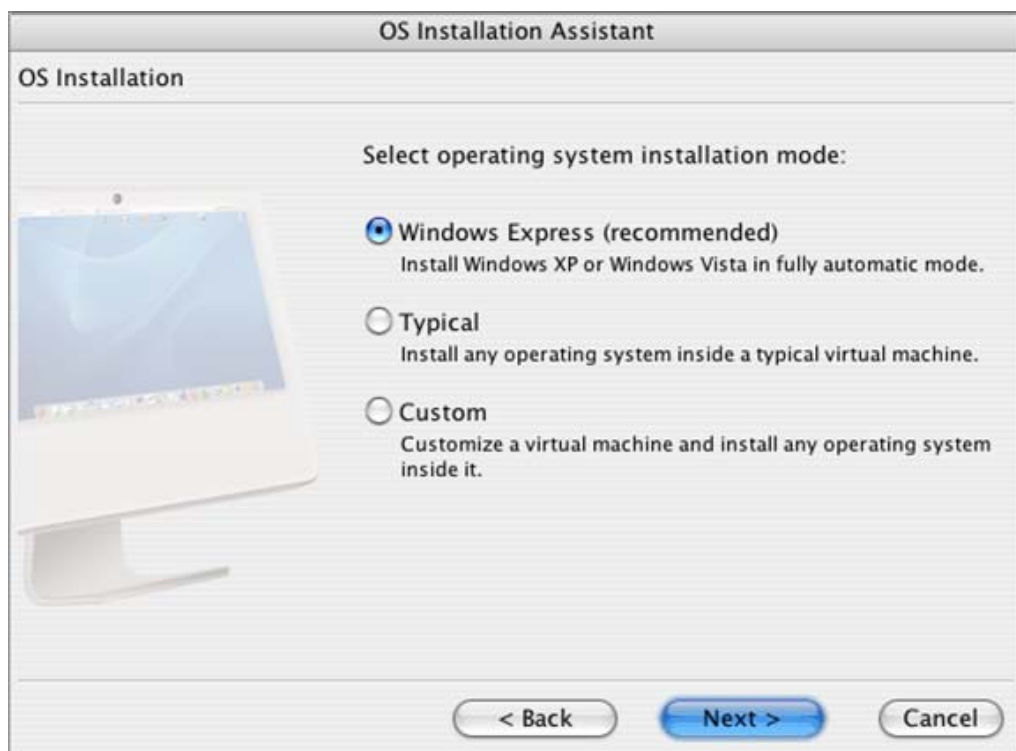 OS Installation Assistant
OS Installation
Select operating system installation mode:
Windows Express (recommended)
Install Windows XP or Windows Vista in fully automatic mode.
Typical
Install any operating system inside a typical virtual machine.
Custom
Customize a virtual machine and install any operating system
inside it.
< Back Next > Cancel